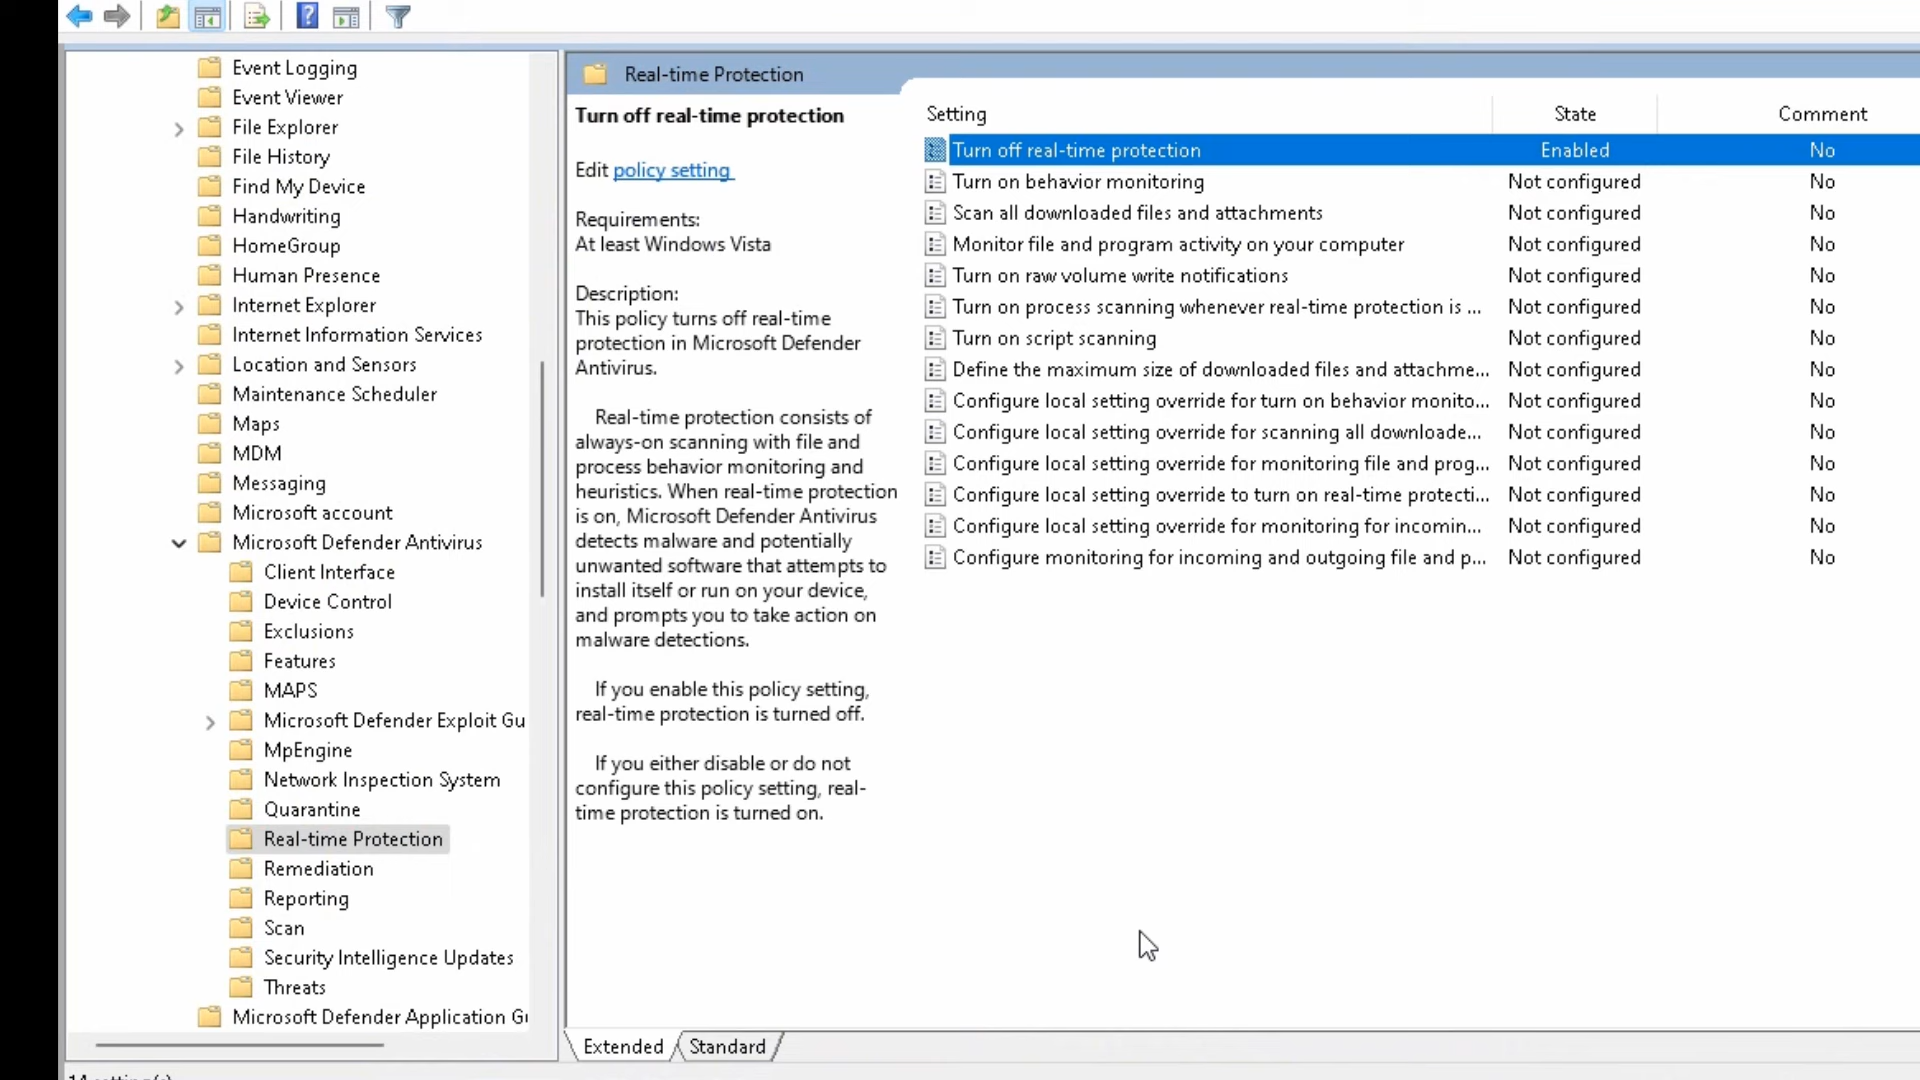 Event Logging
Event Viewer
File Explorer
File History
Find My Device
Handwriting
HomeGroup
Human Presence
Internet Explorer
Internet Information Services
Location and Sensors
Maintenance Scheduler
Maps
MDM
Messaging
Microsoft account
Microsoft Defender Antivirus
Client Interface
Device Control
Exclusions
Features
MAPS
Microsoft Defender Exploit Gu
MpEngine
Network Inspection System
Quarantine
Real-time Protection
Remediation
Reporting
Scan
Security Intelligence Updates
Threats
Microsoft Defender Application G
Real-time Protection
Turn off real-time protection
Edit policy setting
Requirements:
At least Windows Vista
Description:
This policy turns off real-time
protection in Microsoft Defender
Antivirus.
Real-time protection consists of
always-on scanning with file and
process behavior monitoring and
heuristics. When real-time protection
is on, Microsoft Defender Antivirus
detects malware and potentially
unwanted software that attempts to
install itself or run on your device,
and prompts you to take action on
malware detections.
If you enable this policy setting,
real-time protection is turned off.
If you either disable or do not
configure this policy setting, real-
time protection is turned on.
Setting State Comment
Turn off real-time protection Enabled No
Turn on behavior monitoring Not configured No
Scan all downloaded files and attachments Not configured No
Monitor file and program activity on your computer Not configured No
Turn on raw volume write notifications Not configured No
Turn on process scanning whenever real-time protection is ... Not configured No
Turn on script scanning Not configured No
Define the maximum size of downloaded files and attachme... Not configured No
Configure local setting override for turn on behavior monito... Not configured No
Configure local setting override for scanning all downloade... Not configured No
Configure local setting override for monitoring file and prog... Not configured No
Configure local setting override to turn on real-time protecti... Not configured No
Configure local setting override for monitoring for incomin... Not configured No
Configure monitoring for incoming and outgoing file and p... Not configured No
Extended Standard
14 setting(s)